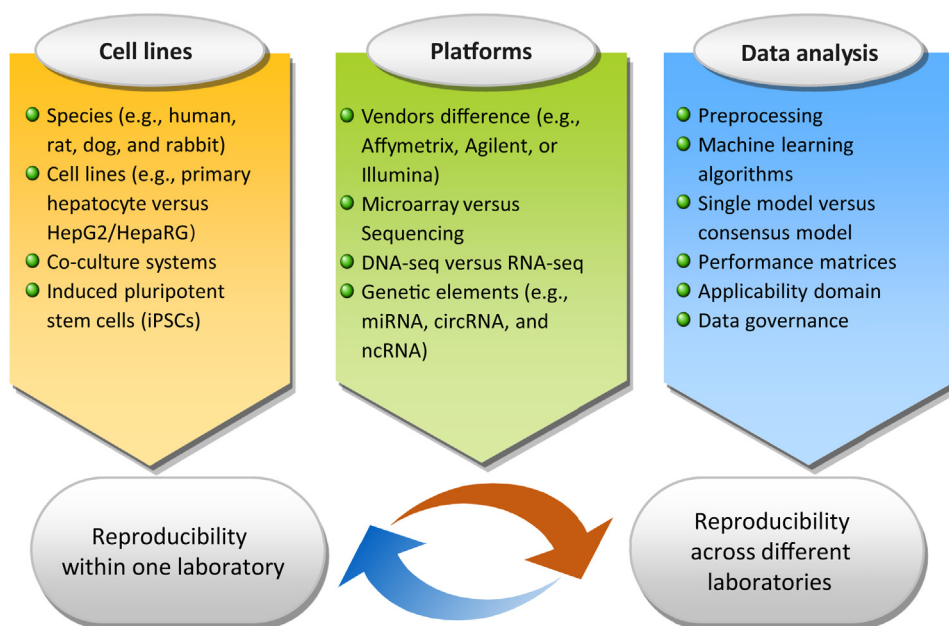 Cell lines
Species (e.g., human,
rat, dog, and rabbit)
Cell lines (e.g., primary
hepatocyte versus
HepG2/HepaRG)
Co-culture systems
Induced pluripotent
stem cells (iPSCs)
Platforms
Vendors difference (e.g.,
Affymetrix, Agilent, or
Illumina)
Microarray versus
Sequencing
DNA-seq versus RNA-seq
Genetic elements (e.g.,
miRNA, circRNA, and
ncRNA)
Data analysis
Preprocessing
Machine learning
algorithms
Single model versus
consensus model
Performance matrices
Applicability domain
Data governance
Reproducibility
within one laboratory
Reproducibility
across different
laboratories